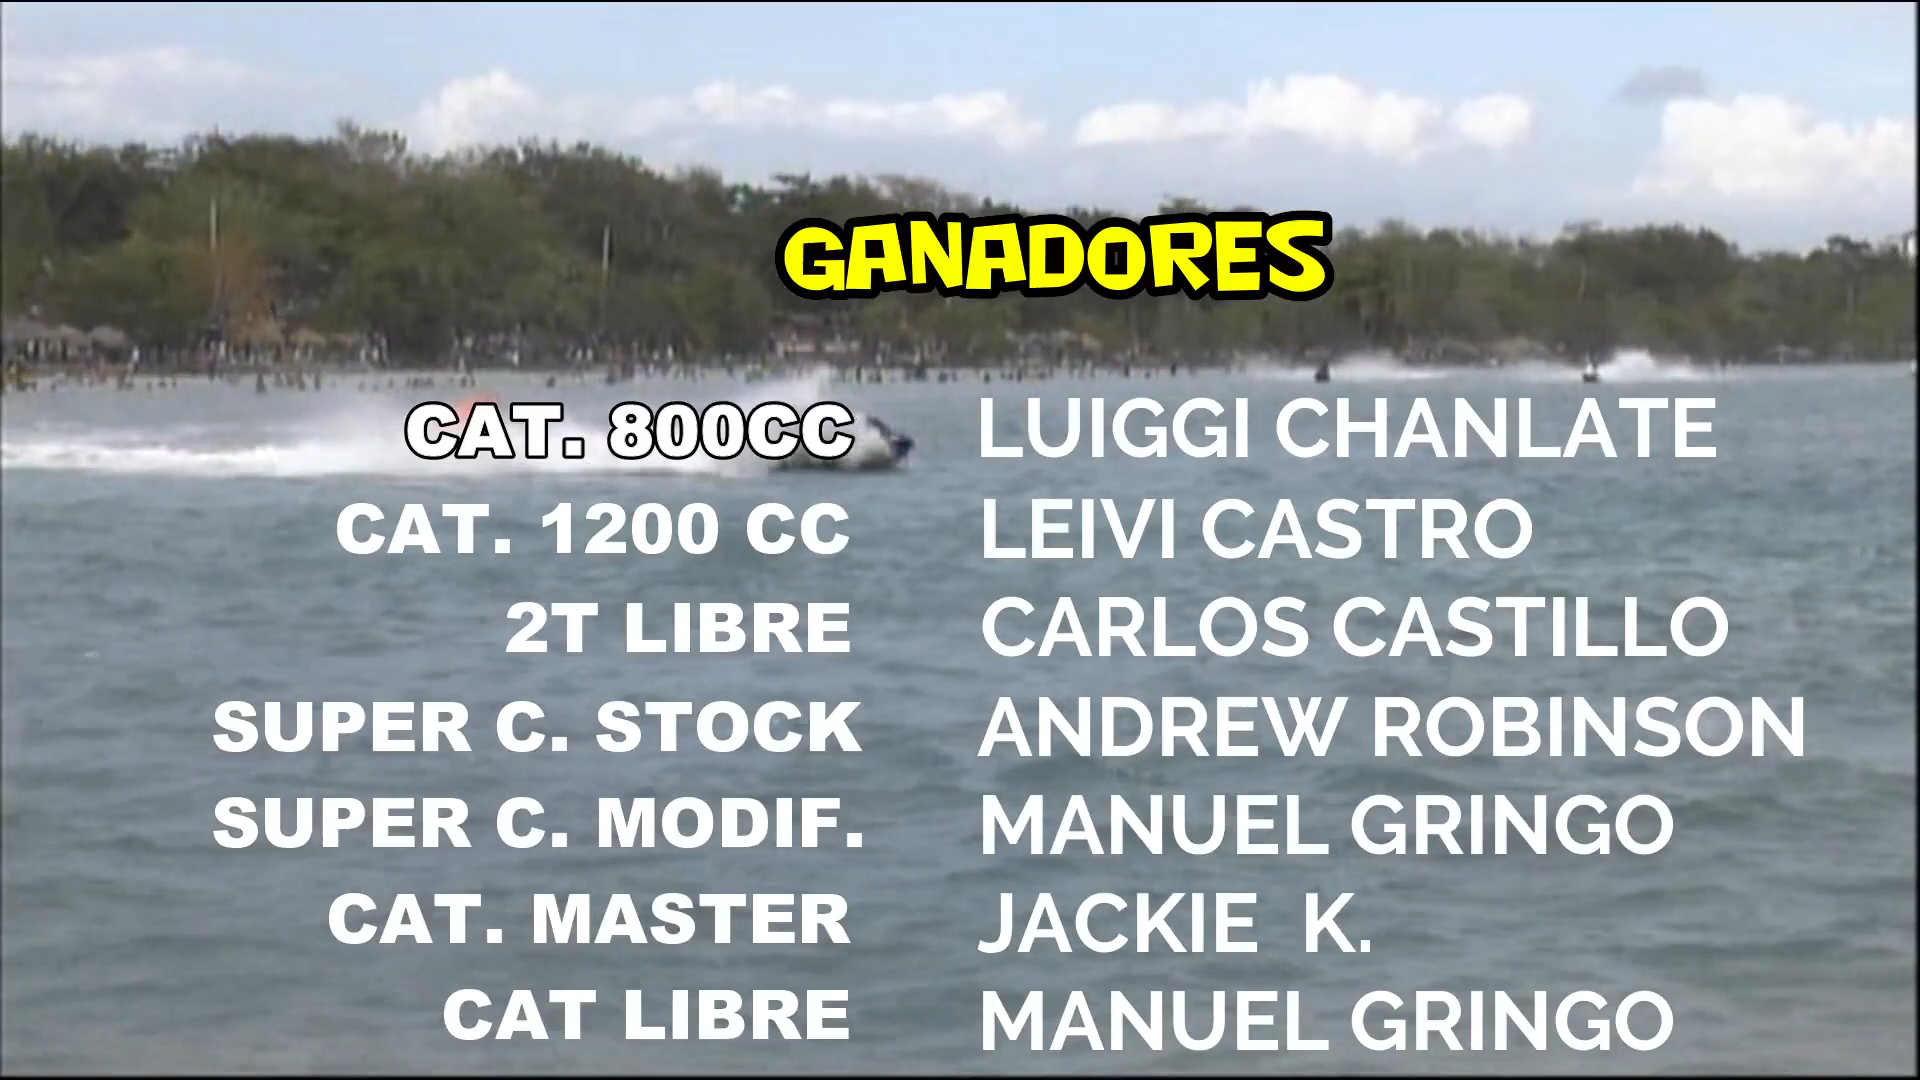 GANADORES
CAT. 800CC LUIGGI CHANLATE
CAT. 1200 CC LEIVI CASTRO
2T LIBRE CARLOS CASTILLO
SUPER C. STOCK ANDREW ROBINSON
SUPER C. MODIF. MANUEL GRINGO
CAT. MASTER JACKIE K.
CAT LIBRE MANUEL GRINGO